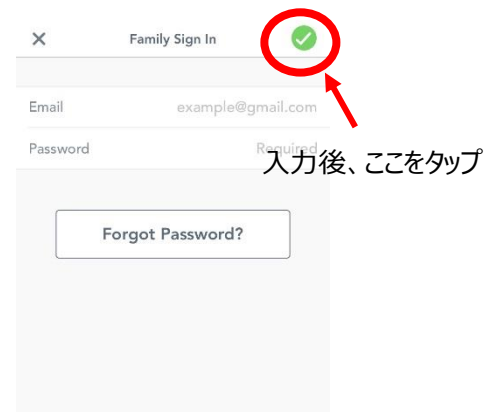 Family Sign In
Email example@gmail.com
Password Required
入力後、ここをタップ
Forgot Password?